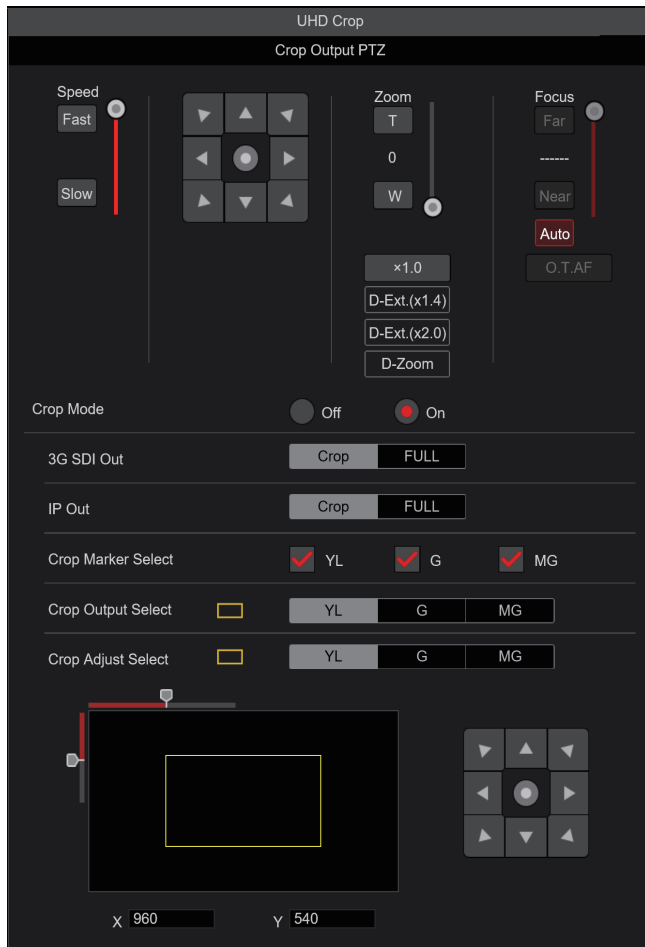 UHD Crop
Crop Output PTZ
Speed
Fast
Slow
Zoom
T
0
W
×1.0
D-Ext.(x1.4)
D-Ext.(x2.0)
D-Zoom
Focus
Far
------
Near
Auto
O.T.AF
Crop Mode Off On
3G SDI Out Crop FULL
IP Out Crop FULL
Crop Marker Select YL G MG
Crop Output Select YL G MG
Crop Adjust Select YL G MG
X 960 Y 540